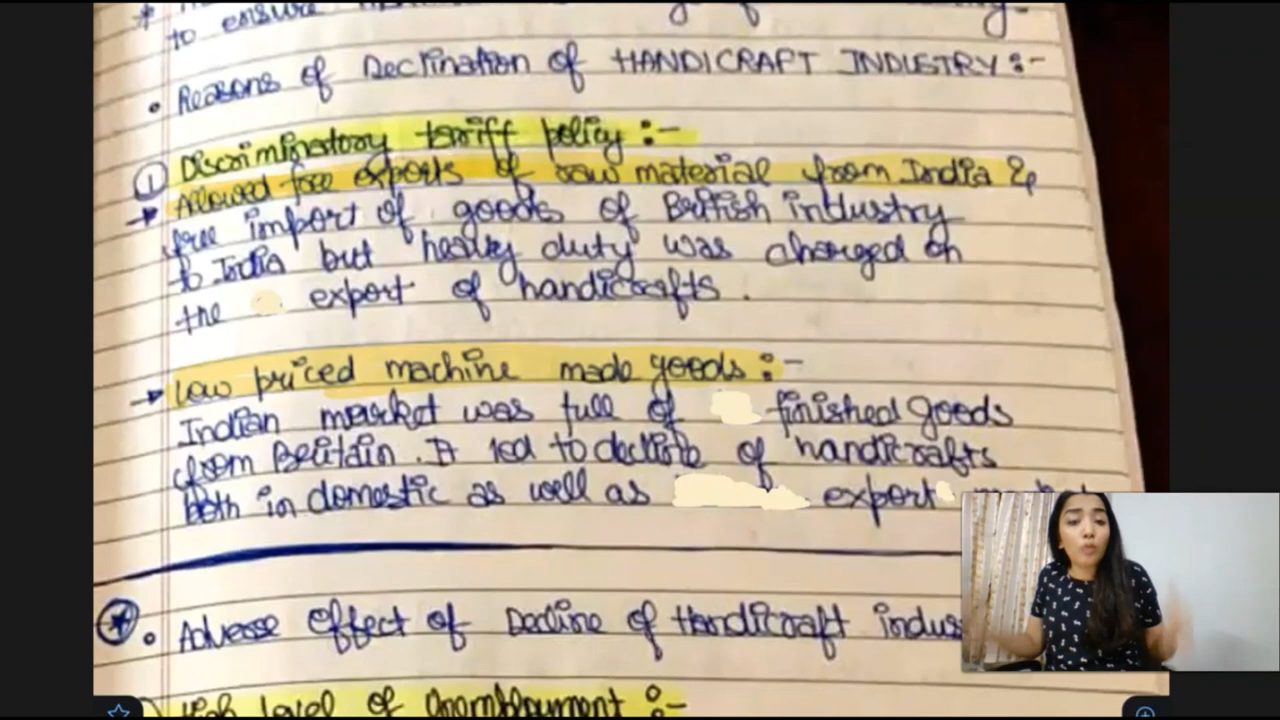 to ensure
• Reasons of Declination of HANDICRAFT INDUSTRY :-
① Discriminatory tariff policy :-
→ Allowed free exports of raw material from India &
free import of goods of British industry
to India but heavy duty was charged on
the export of handicrafts.
→ Low priced machine made goods :-
Indian market was full of finished goods
from Britain. It led to decline of handicrafts
both in domestic as well as export
• Adverse effect of Decline of Handicraft indus
High level of Unemployment :-